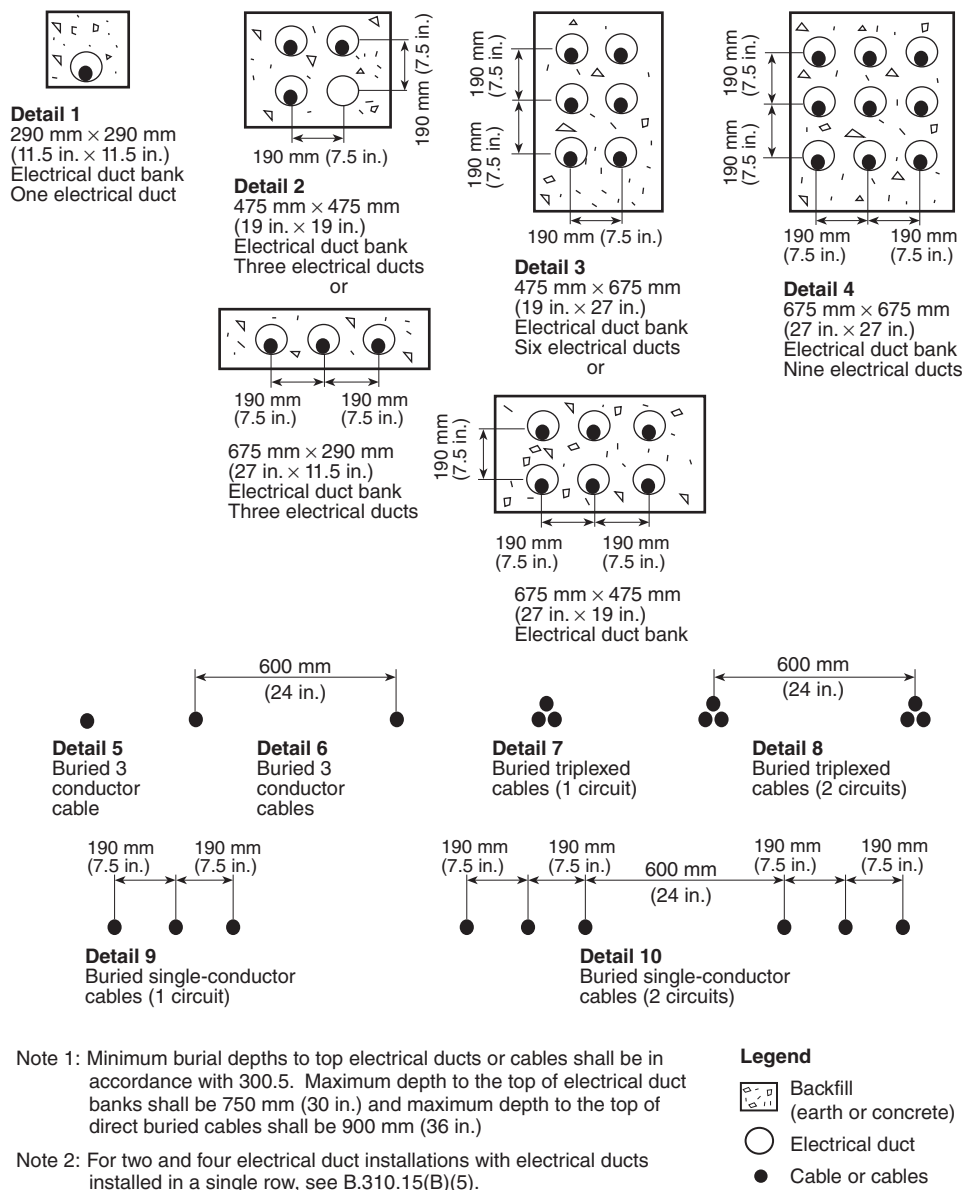 Detail 1
290 mm × 290 mm
(11.5 in. × 11.5 in.)
Electrical duct bank
One electrical duct
190 mm (7.5 in.)
190 mm
(7.5 in.)
Detail 2
475 mm × 475 mm
(19 in. × 19 in.)
Electrical duct bank
Three electrical ducts
or
190 mm
(7.5 in.)
190 mm
(7.5 in.)
675 mm × 290 mm
(27 in. × 11.5 in.)
Electrical duct bank
Three electrical ducts
190 mm
(7.5 in.)
190 mm
(7.5 in.)
190 mm (7.5 in.)
Detail 3
475 mm × 675 mm
(19 in. × 27 in.)
Electrical duct bank
Six electrical ducts
or
190 mm
(7.5 in.)
190 mm
(7.5 in.)
190 mm
(7.5 in.)
675 mm × 475 mm
(27 in. × 19 in.)
Electrical duct bank
190 mm
(7.5 in.)
190 mm
(7.5 in.)
190 mm
(7.5 in.)
190 mm
(7.5 in.)
Detail 4
675 mm × 675 mm
(27 in. × 27 in.)
Electrical duct bank
Nine electrical ducts
Detail 5
Buried 3
conductor
cable
600 mm
(24 in.)
Detail 6
Buried 3
conductor
cables
Detail 7
Buried triplexed
cables (1 circuit)
600 mm
(24 in.)
Detail 8
Buried triplexed
cables (2 circuits)
190 mm
(7.5 in.)
190 mm
(7.5 in.)
Detail 9
Buried single-conductor
cables (1 circuit)
190 mm
(7.5 in.)
190 mm
(7.5 in.)
600 mm
(24 in.)
190 mm
(7.5 in.)
190 mm
(7.5 in.)
Detail 10
Buried single-conductor
cables (2 circuits)
Note 1: Minimum burial depths to top electrical ducts or cables shall be in
accordance with 300.5. Maximum depth to the top of electrical duct
banks shall be 750 mm (30 in.) and maximum depth to the top of
direct buried cables shall be 900 mm (36 in.)
Note 2: For two and four electrical duct installations with electrical ducts
installed in a single row, see B.310.15(B)(5).
Legend
Backfill
(earth or concrete)
Electrical duct
Cable or cables